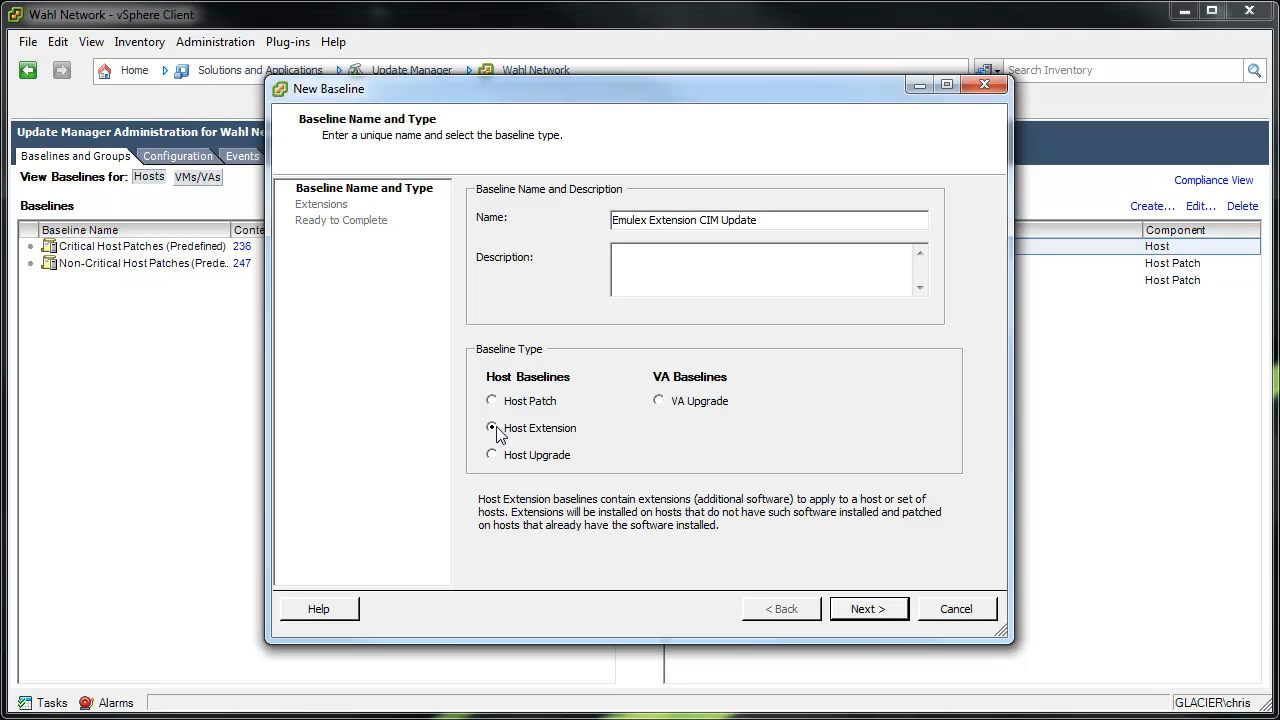 Wahl Network - vSphere Client
File Edit View Inventory Administration Plug-ins Help
Home Solutions and Applications Update Manager Wahl Network Search Inventory
New Baseline
Baseline Name and Type
Enter a unique name and select the baseline type.
Update Manager Administration for Wahl Ne
Baselines and Groups Configuration Events
View Baselines for: Hosts VMs/VAs
Compliance View
Baselines
Create... Edit... Delete
Baseline Name Conte
Component
Critical Host Patches (Predefined) 236
Host
Non-Critical Host Patches (Prede.. 247
Host Patch
Host Patch
Baseline Name and Type
Extensions
Ready to Complete
Baseline Name and Description
Name: Emulex Extension CIM Update
Description:
Baseline Type
Host Baselines VA Baselines
Host Patch VA Upgrade
Host Extension
Host Upgrade
Host Extension baselines contain extensions (additional software) to apply to a host or set of
hosts. Extensions will be installed on hosts that do not have such software installed and patched
on hosts that already have the software installed.
Help < Back Next > Cancel
Tasks Alarms GLACIER\chris